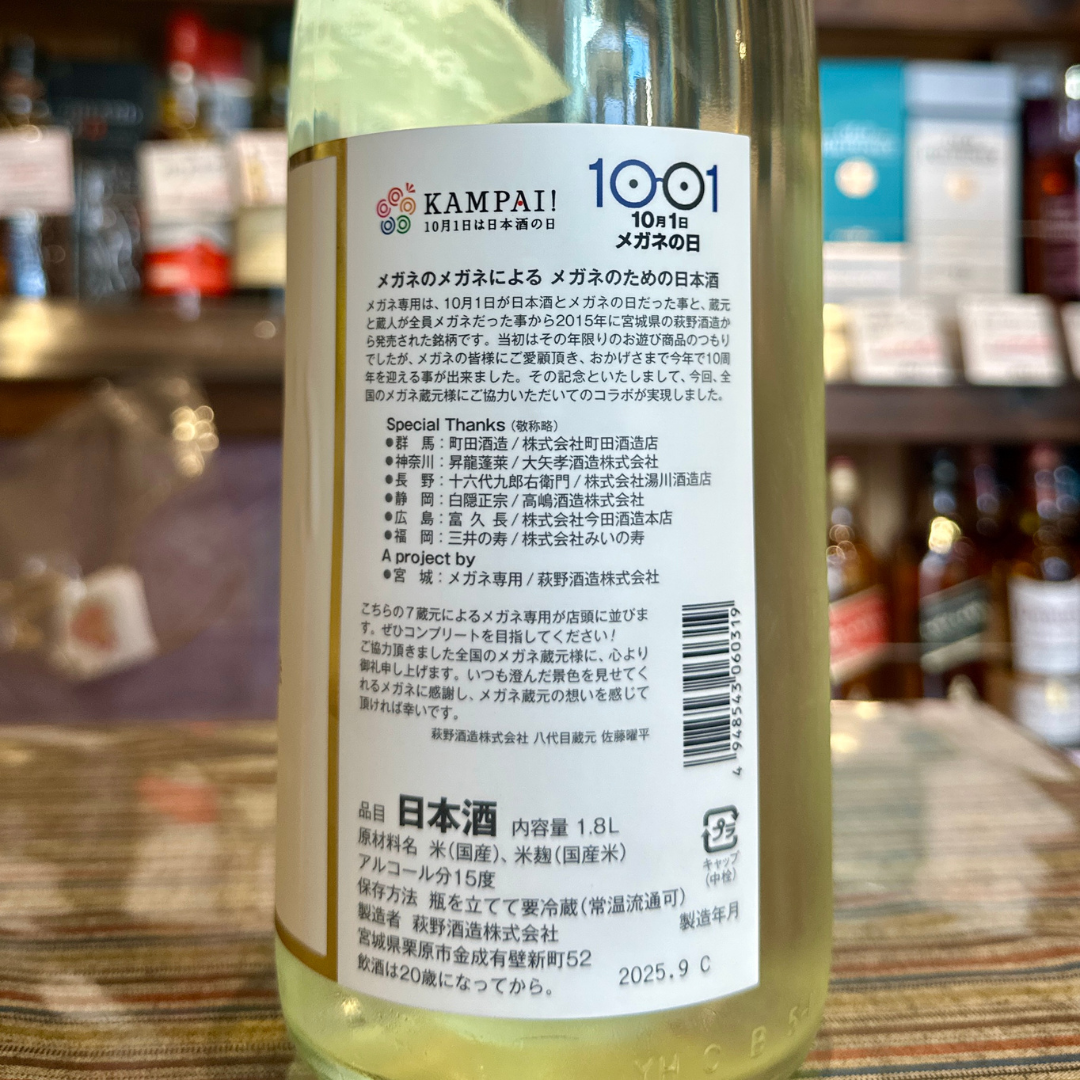 KAMPAI!
10月1日は日本酒の日
1001
10月1日
メガネの日
メガネのメガネによる メガネのための日本酒
メガネ専用は、10月1日が日本酒とメガネの日だった事と、蔵元
と蔵人が全員メガネだった事から2015年に宮城県の萩野酒造か
ら発売された銘柄です。当初はその年限りのお遊び商品のつもり
でしたが、メガネの皆様にご愛顧頂き、おかげさまで今年で10周
年を迎える事が出来ました。その記念といたしまして、今回、全
国のメガネ蔵元様にご協力いただいてのコラボが実現しました。
Special Thanks (敬称略)
●群 馬：町田酒造/株式会社町田酒造店
●神奈川：昇龍蓬莱/大矢孝酒造株式会社
●長 野：十六代九郎右衛門/株式会社湯川酒造店
●静 岡：白隠正宗/高嶋酒造株式会社
●広 島：富久長/株式会社今田酒造本店
●福 岡：三井の寿/株式会社みいの寿
A project by
●宮 城：メガネ専用/萩野酒造株式会社
こちらの7蔵元によるメガネ専用が店頭に並びま
す。ぜひコンプリートを目指してください！
ご協力頂きました全国のメガネ蔵元様に、心より
御礼申し上げます。いつも澄んだ景色を見せてく
れるメガネに感謝し、メガネ蔵元の想いを感じて
頂ければ幸いです。
萩野酒造株式会社 八代目蔵元 佐藤曜平
4 948543 060319
品目 日本酒 内容量 1.8L
原材料名 米(国産)、米麹(国産米)
アルコール分15度
保存方法 瓶を立てて要冷蔵(常温流通可)
製造者 萩野酒造株式会社
宮城県栗原市金成有壁新町52
飲酒は20歳になってから。
プラ
キャップ
(中栓)
製造年月
2025.9 C